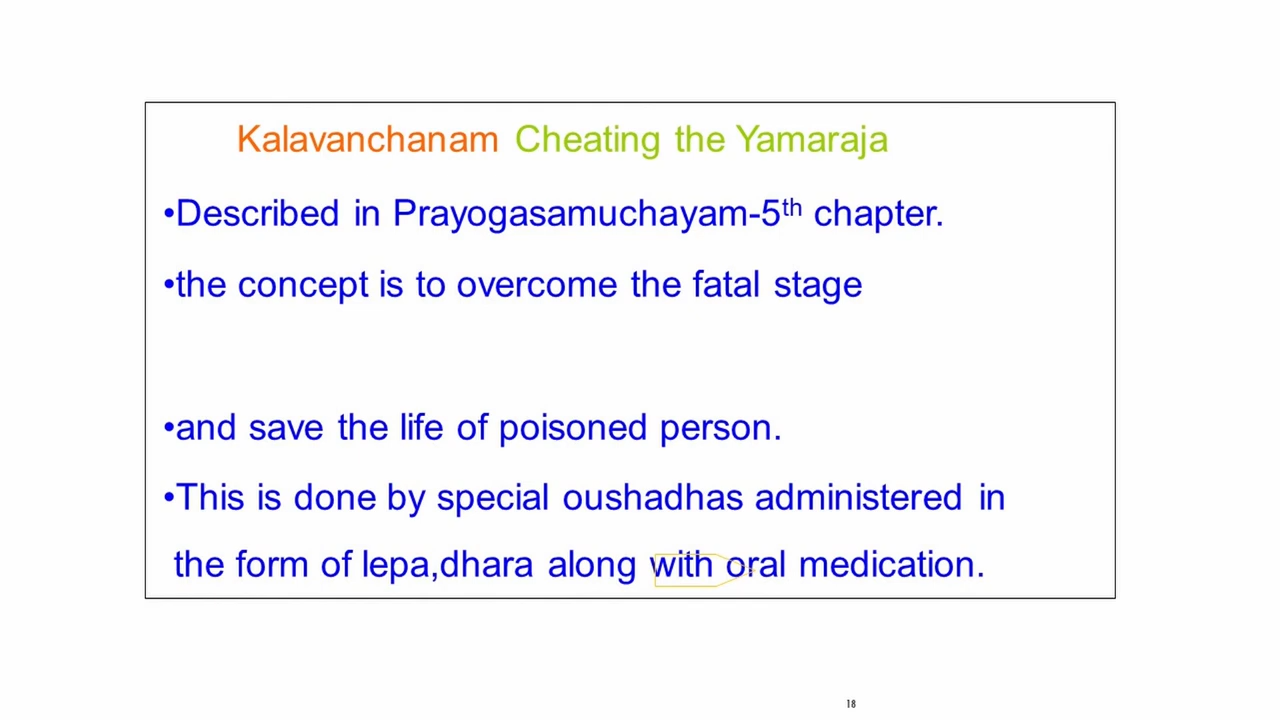 Kalavanchanam Cheating the Yamaraja
•Described in Prayogasamuchayam-5th chapter.
•the concept is to overcome the fatal stage
•and save the life of poisoned person.
•This is done by special oushadhas administered in
the form of lepa,dhara along with oral medication.
18